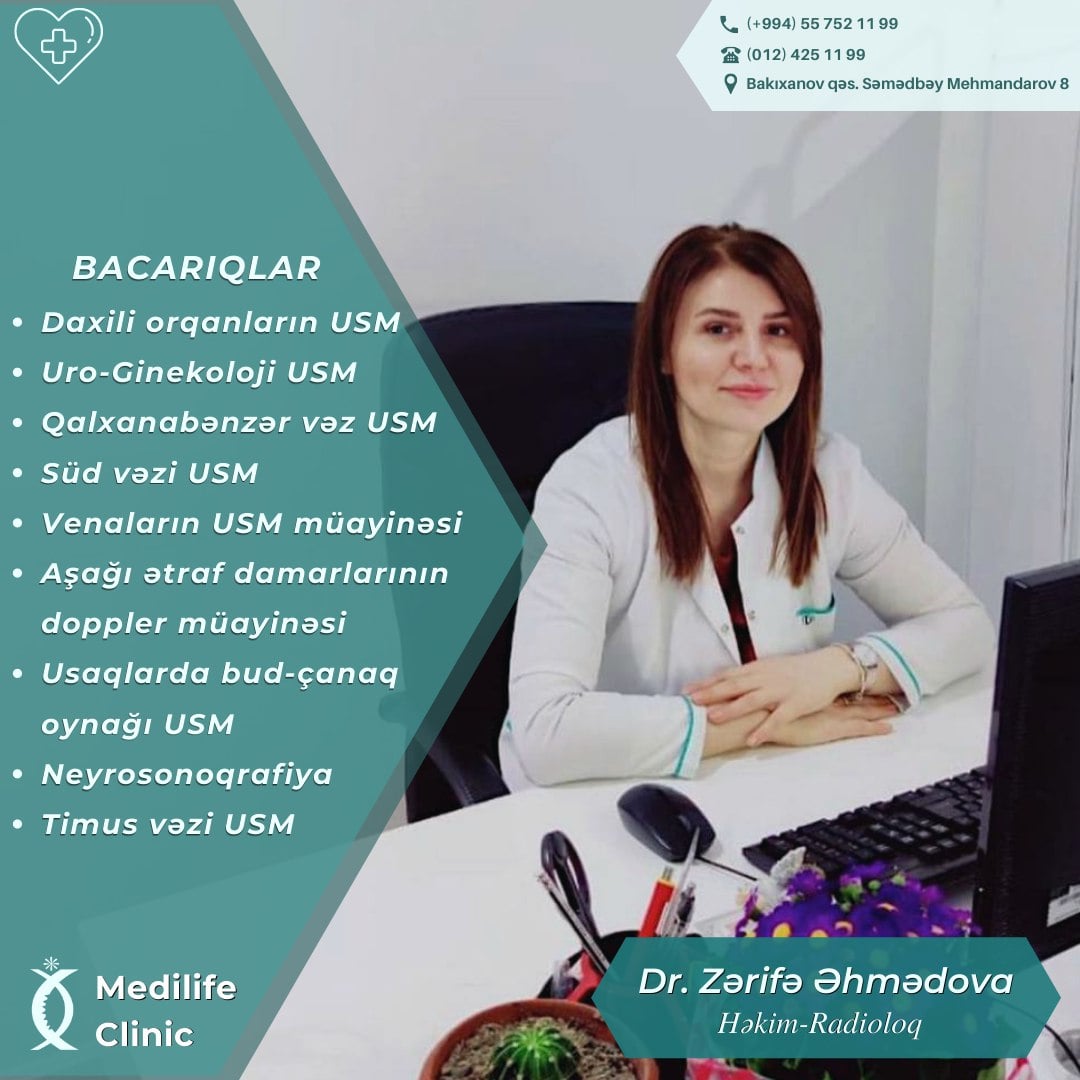 (+994) 55 752 11 99
(012) 425 11 99
Bakıxanov qəs. Səmədbəy Mehmandarov 8
BACARIQLAR
• Daxili orqanların USM
• Uro-Ginekoloji USM
• Qalxanabənzər vəz USM
• Süd vəzi USM
• Venaların USM müayinəsi
• Aşağı ətraf damarlarının
doppler müayinəsi
• Usaqlarda bud-çanaq
oynağı USM
• Neyrosonoqrafiya
• Timus vəzi USM
Medilife
Clinic
Dr. Zərifə Əhmədova
Həkim-Radioloq